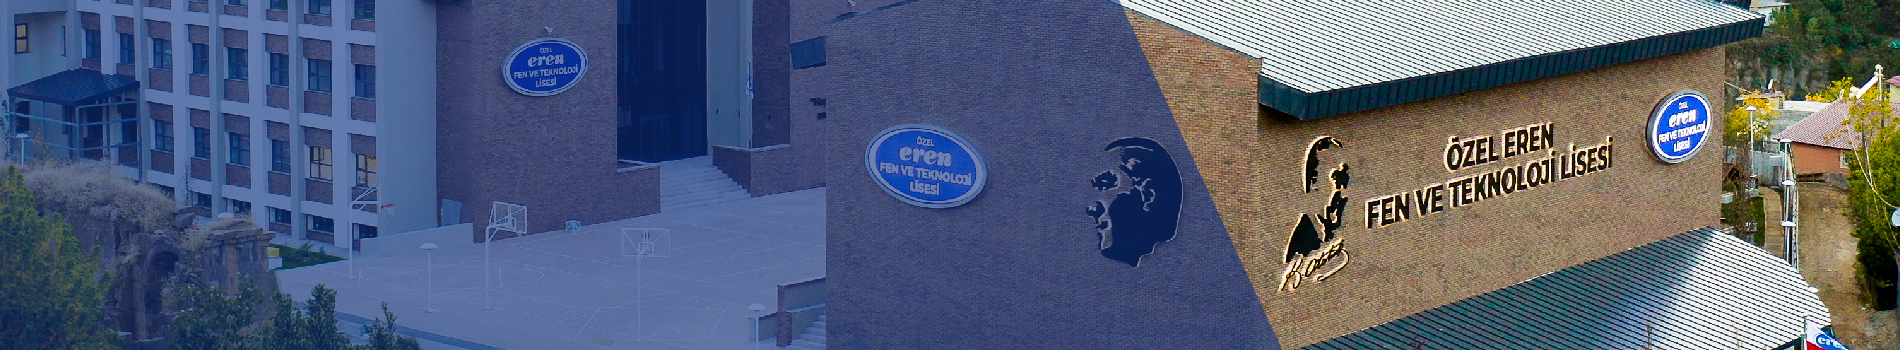 ÖZEL
eren
FEN VE TEKNOLOJİ
LİSESİ
ÖZEL
eren
FEN VE TEKNOLOJİ
LİSESİ
ÖZEL EREN
FEN VE TEKNOLOJİ LİSESİ
ÖZEL
eren
FEN VE TEKNOLOJİ
LİSESİ